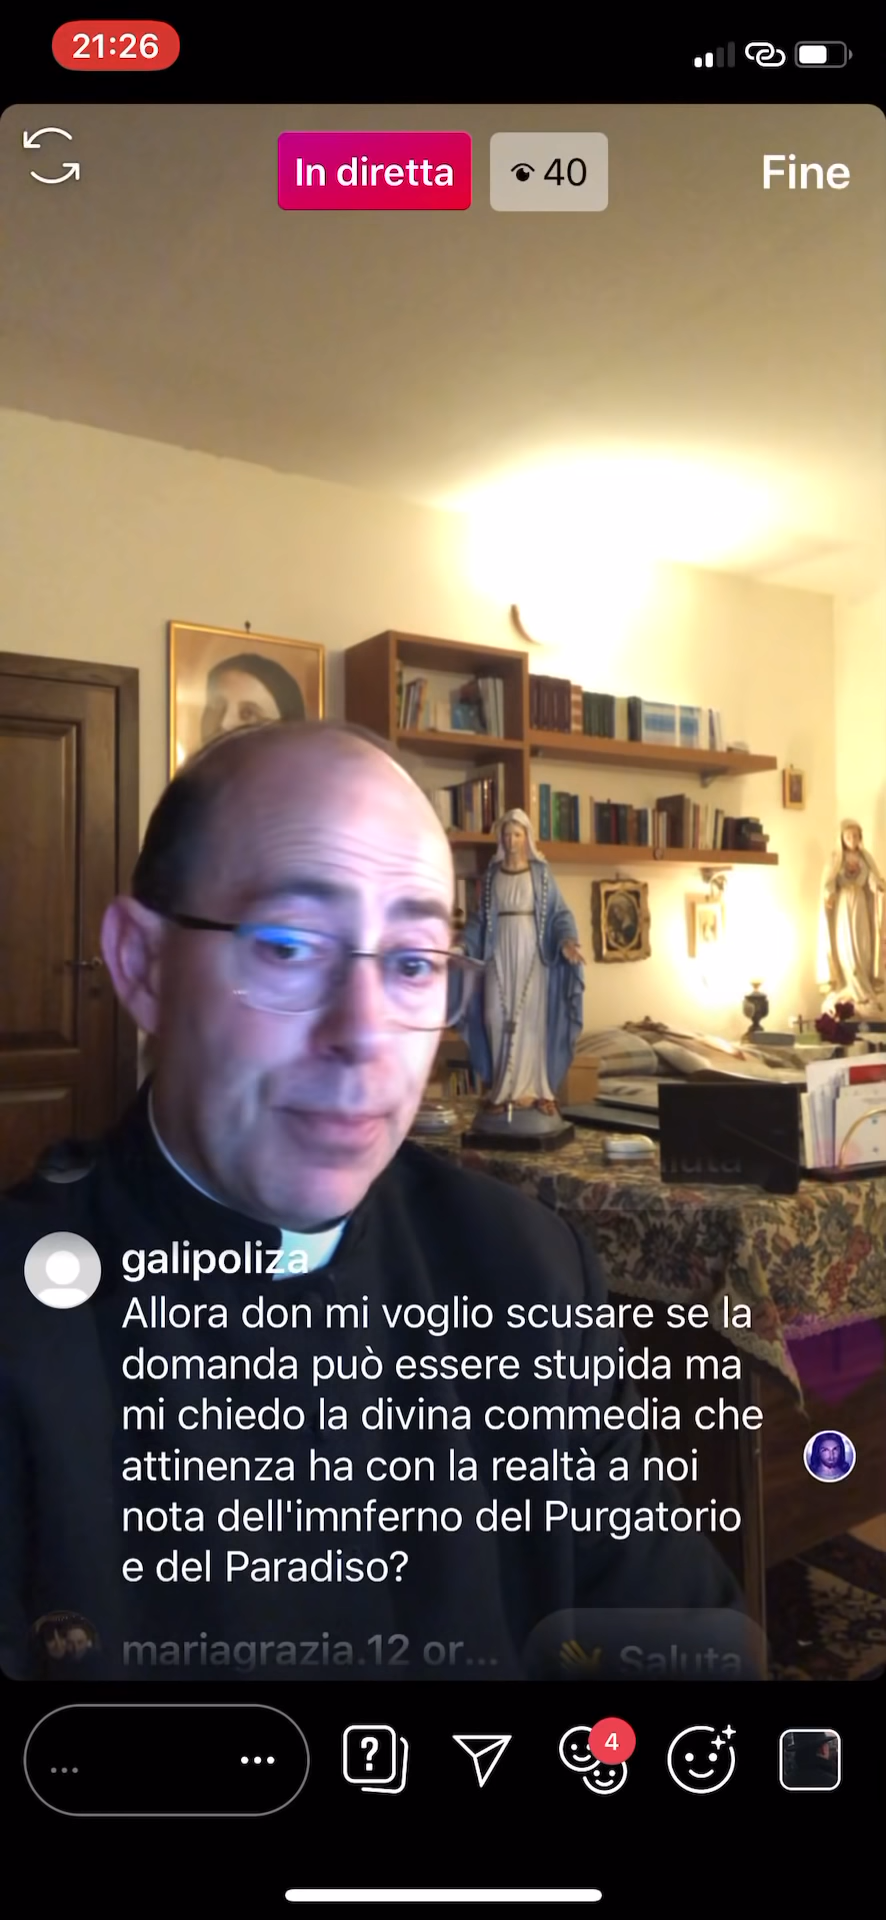 21:26
In diretta
40
Fine
galipoliza
Allora don mi voglio scusare se la
domanda può essere stupida ma
mi chiedo la divina commedia che
attinenza ha con la realtà a noi
nota dell'imnferno del Purgatorio
e del Paradiso?
mariagrazia.12 or...
Saluta
...
4